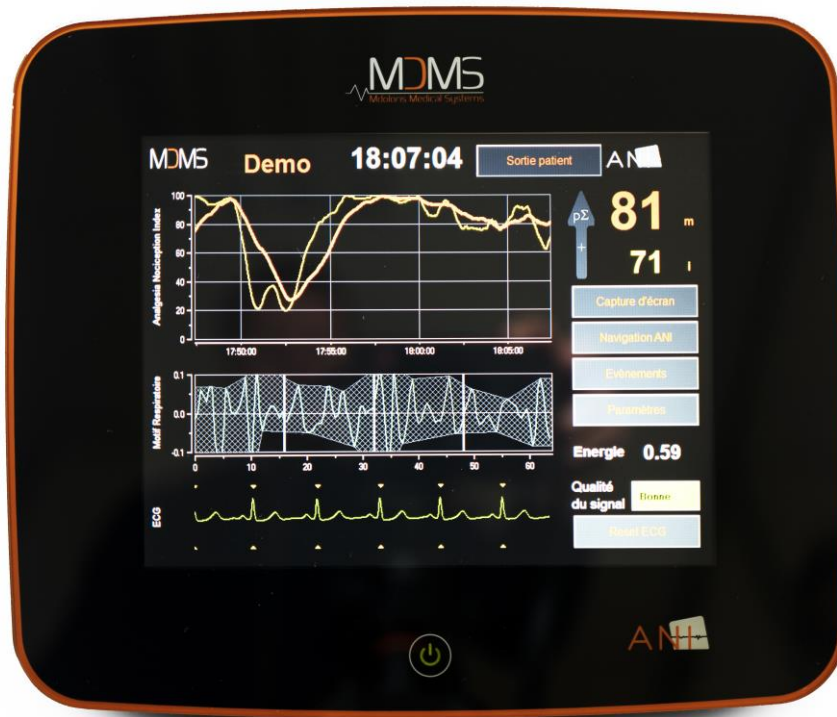 MDMS
Mdoloris Medical Systems
MDMS Demo 18:07:04 Sortie patient ANI
Analgesia Nociception Index
100
80
60
40
20
0
17:50:00 17:55:00 18:00:00 18:05:00
pΣ
+
81 m
71 i
Capture d'écran
Navigation ANI
Evènements
Paramètres
Motif Respiratoire
0.1
0.0
-0.1
0 10 20 30 40 50 60
Energie 0.59
Qualité
du signal
Bonne
ECG
Reset ECG
ANI